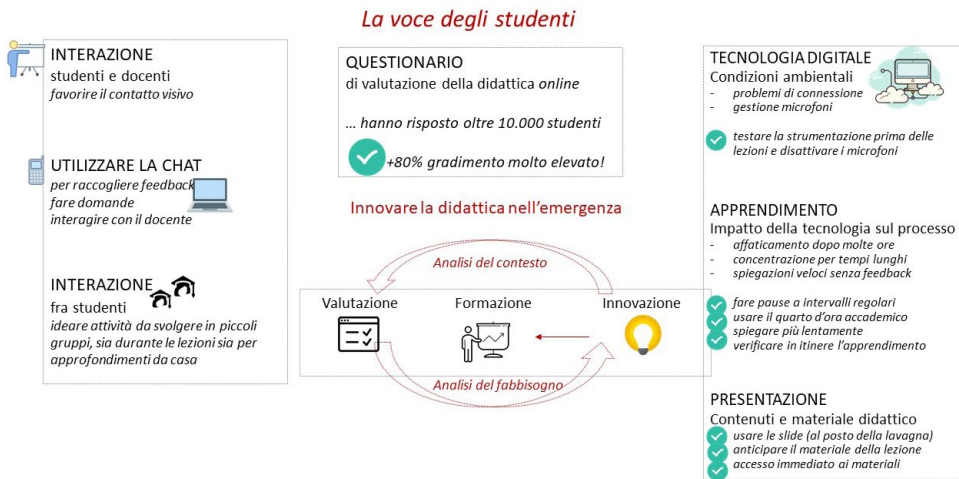 La voce degli studenti
INTERAZIONE
studenti e docenti
favorire il contatto visivo
UTILIZZARE LA CHAT
per raccogliere feedback
fare domande
interagire con il docente
INTERAZIONE
fra studenti
ideare attività da svolgere in piccoli
gruppi, sia durante le lezioni sia per
approfondimenti da casa
QUESTIONARIO
di valutazione della didattica online
... hanno risposto oltre 10.000 studenti
+80% gradimento molto elevato!
Innovare la didattica nell'emergenza
Analisi del contesto
Valutazione
Formazione
Innovazione
Analisi del fabbisogno
TECNOLOGIA DIGITALE
Condizioni ambientali
- problemi di connessione
- gestione microfoni
testare la strumentazione prima delle
lezioni e disattivare i microfoni
APPRENDIMENTO
Impatto della tecnologia sul processo
- affaticamento dopo molte ore
- concentrazione per tempi lunghi
- spiegazioni veloci senza feedback
fare pause a intervalli regolari
usare il quarto d'ora accademico
spiegare più lentamente
verificare in itinere l'apprendimento
PRESENTAZIONE
Contenuti e materiale didattico
usare le slide (al posto della lavagna)
anticipare il materiale della lezione
accesso immediato ai materiali